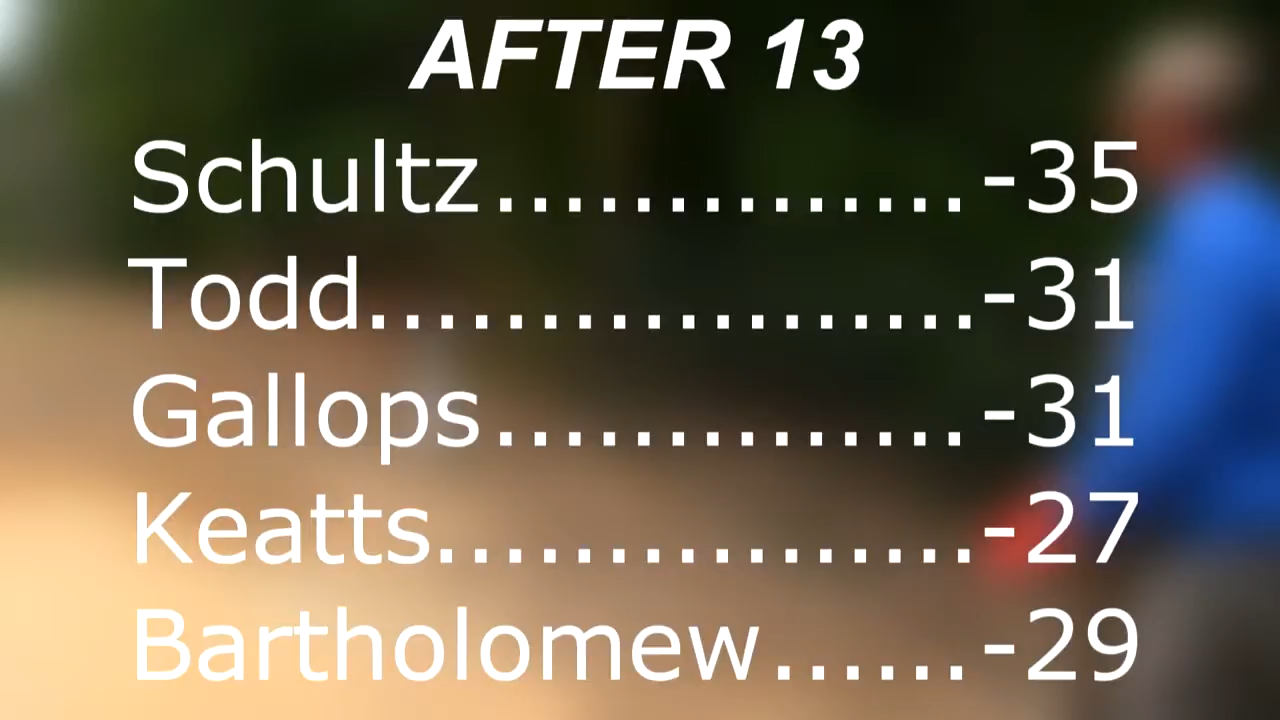 AFTER 13
Schultz..............-35
Todd..................-31
Gallops..............-31
Keatts................-27
Bartholomew......-29